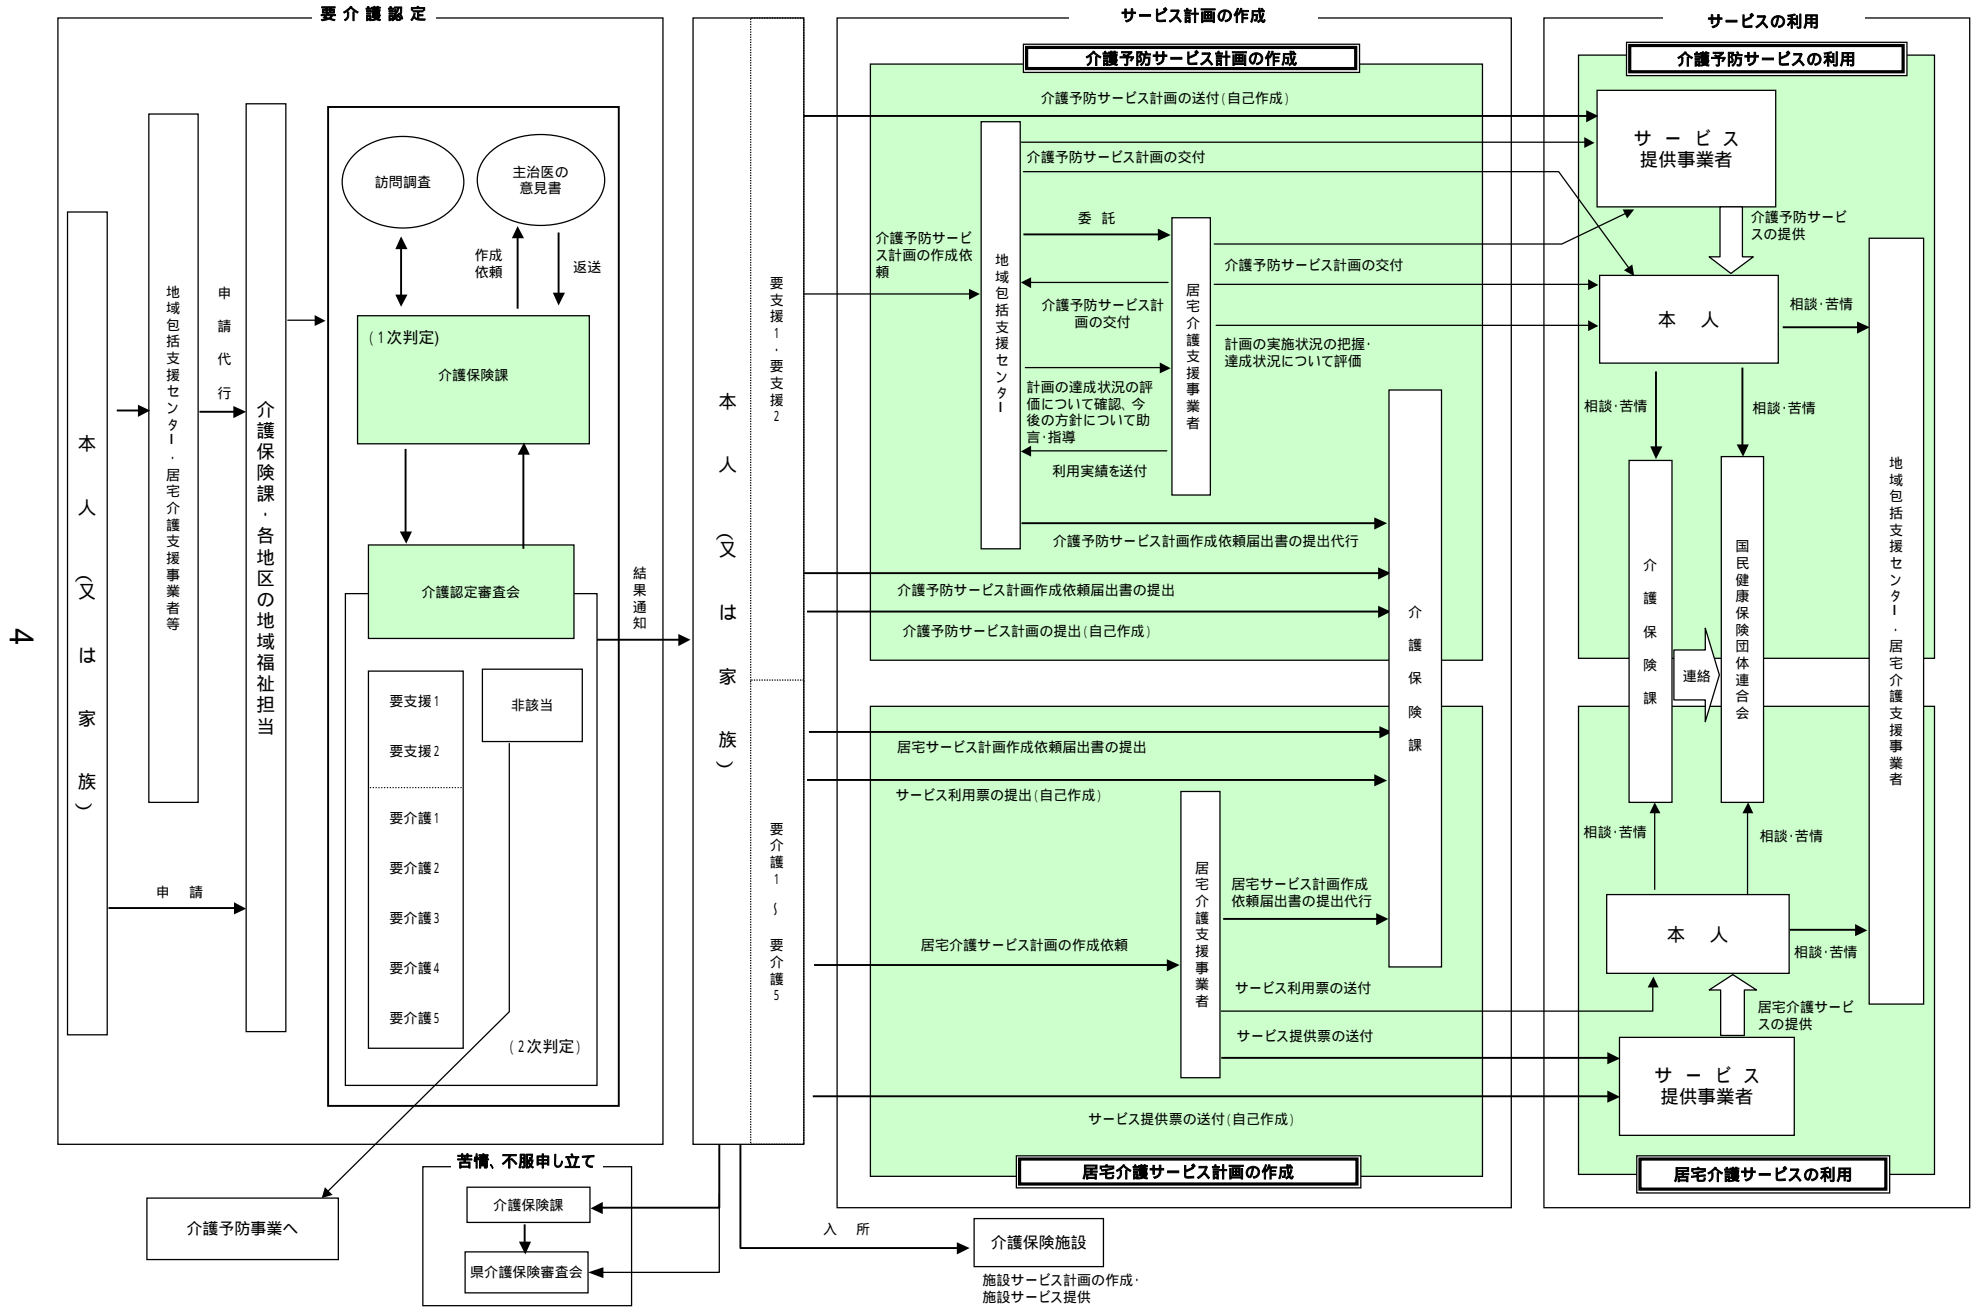 要介護認定
本人(又は家族)
地域包括支援センター・居宅介護支援事業者等
申請代行
申 請
介護保険課・各地区の地域福祉担当
訪問調査
主治医の
意見書
作成
依頼
返送
(1次判定)
介護保険課
介護認定審査会
要支援1
要支援2
要介護1
要介護2
要介護3
要介護4
要介護5
非該当
(2次判定)
結果通知
介護予防事業へ
苦情、不服申し立て
介護保険課
県介護保険審査会
本人(又は家族)
要支援1・要支援2
要介護1～要介護5
入 所
介護保険施設
施設サービス計画の作成・
施設サービス提供
サービス計画の作成
介護予防サービス計画の作成
介護予防サービス計画の送付(自己作成)
介護予防サービス計画の交付
介護予防サービ
ス計画の作成依
頼
地域包括支援センター
委 託
介護予防サービス計
画の交付
計画の達成状況の評
価について確認、今
後の方針について助
言・指導
利用実績を送付
居宅介護支援事業者
介護予防サービス計画の交付
計画の実施状況の把握・
達成状況について評価
介護予防サービス計画作成依頼届出書の提出代行
介護予防サービス計画作成依頼届出書の提出
介護予防サービス計画の提出(自己作成)
介護保険課
居宅サービス計画作成依頼届出書の提出
サービス利用票の提出(自己作成)
居宅介護支援事業者
居宅サービス計画作成
依頼届出書の提出代行
居宅介護サービス計画の作成依頼
サービス利用票の送付
サービス提供票の送付
サービス提供票の送付(自己作成)
居宅介護サービス計画の作成
サービスの利用
介護予防サービスの利用
サービス
提供事業者
介護予防サービ
スの提供
本 人
相談・苦情
相談・苦情
相談・苦情
介護保険課
連絡
国民健康保険団体連合会
地域包括支援センター・居宅介護支援事業者
相談・苦情
相談・苦情
本 人
相談・苦情
居宅介護サービ
スの提供
サービス
提供事業者
居宅介護サービスの利用
4